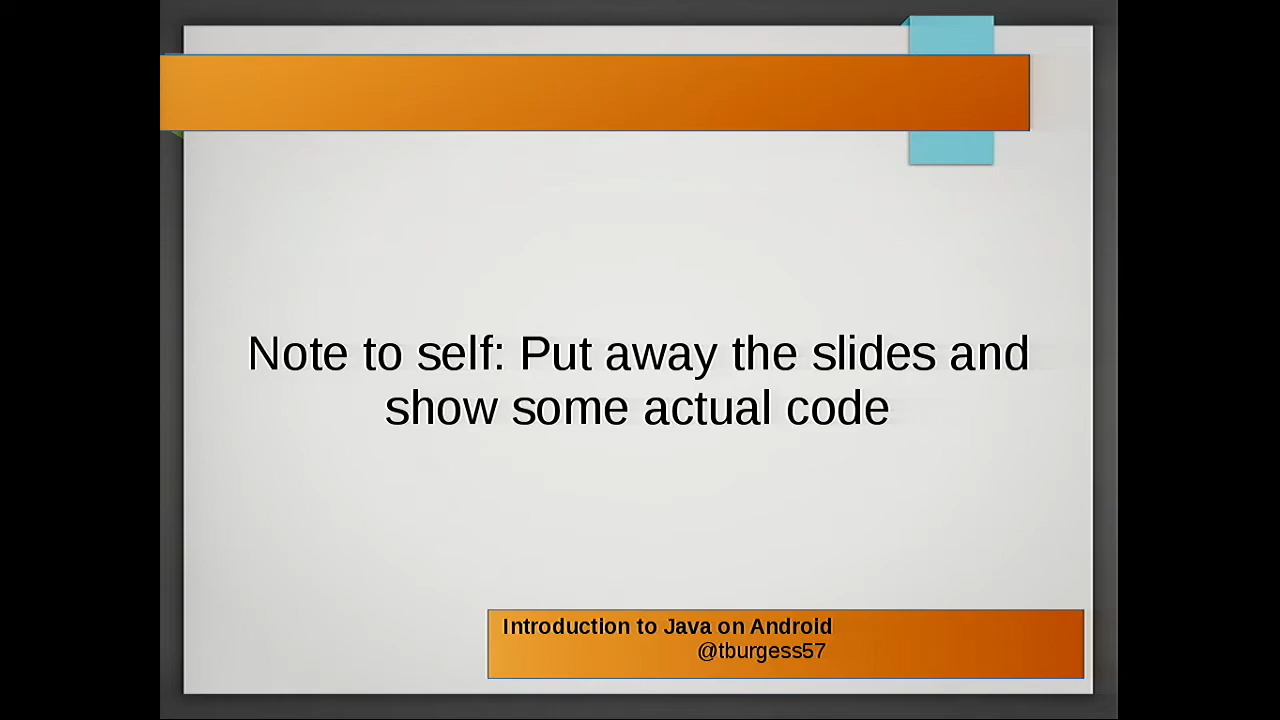 Note to self: Put away the slides and
show some actual code
Introduction to Java on Android
@tburgess57